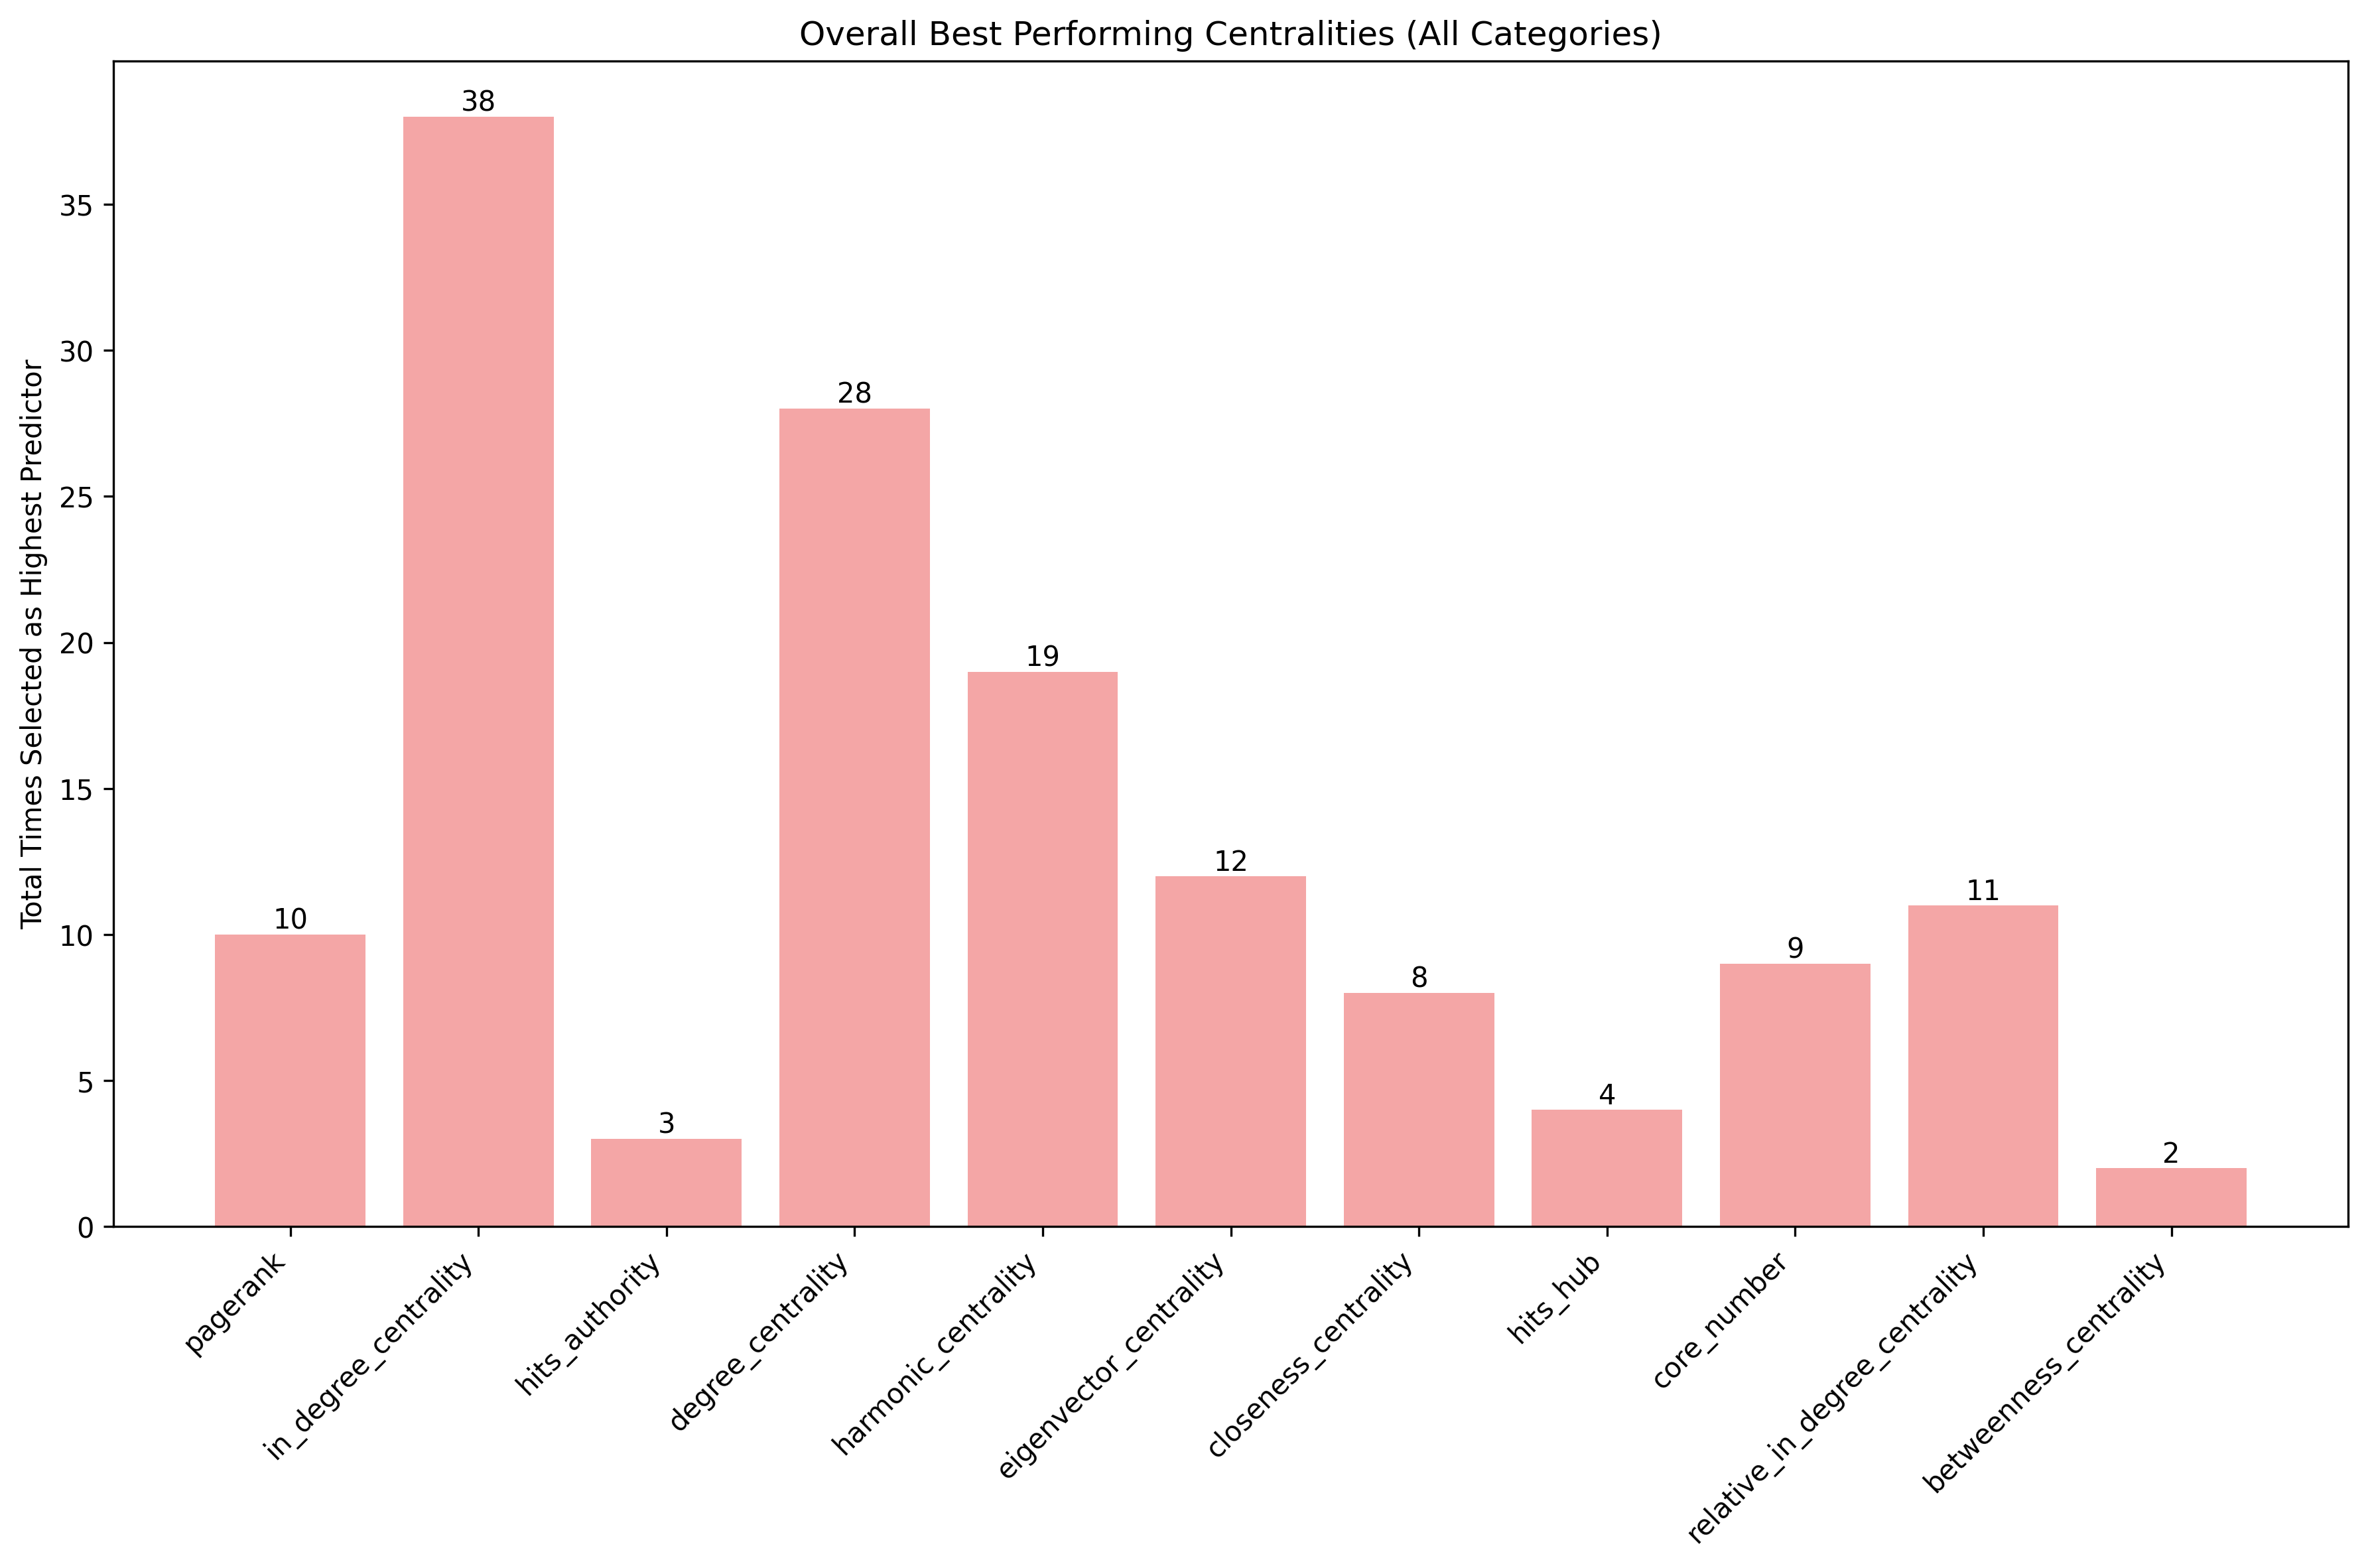 Overall Best Performing Centralities (All Categories)
Total Times Selected as Highest Predictor
35
30
25
20
15
10
5
0
10
38
3
28
19
12
8
4
9
11
2
pagerank
in_degree_centrality
hits_authority
degree_centrality
harmonic_centrality
eigenvector_centrality
closeness_centrality
hits_hub
core_number
relative_in_degree_centrality
betweenness_centrality